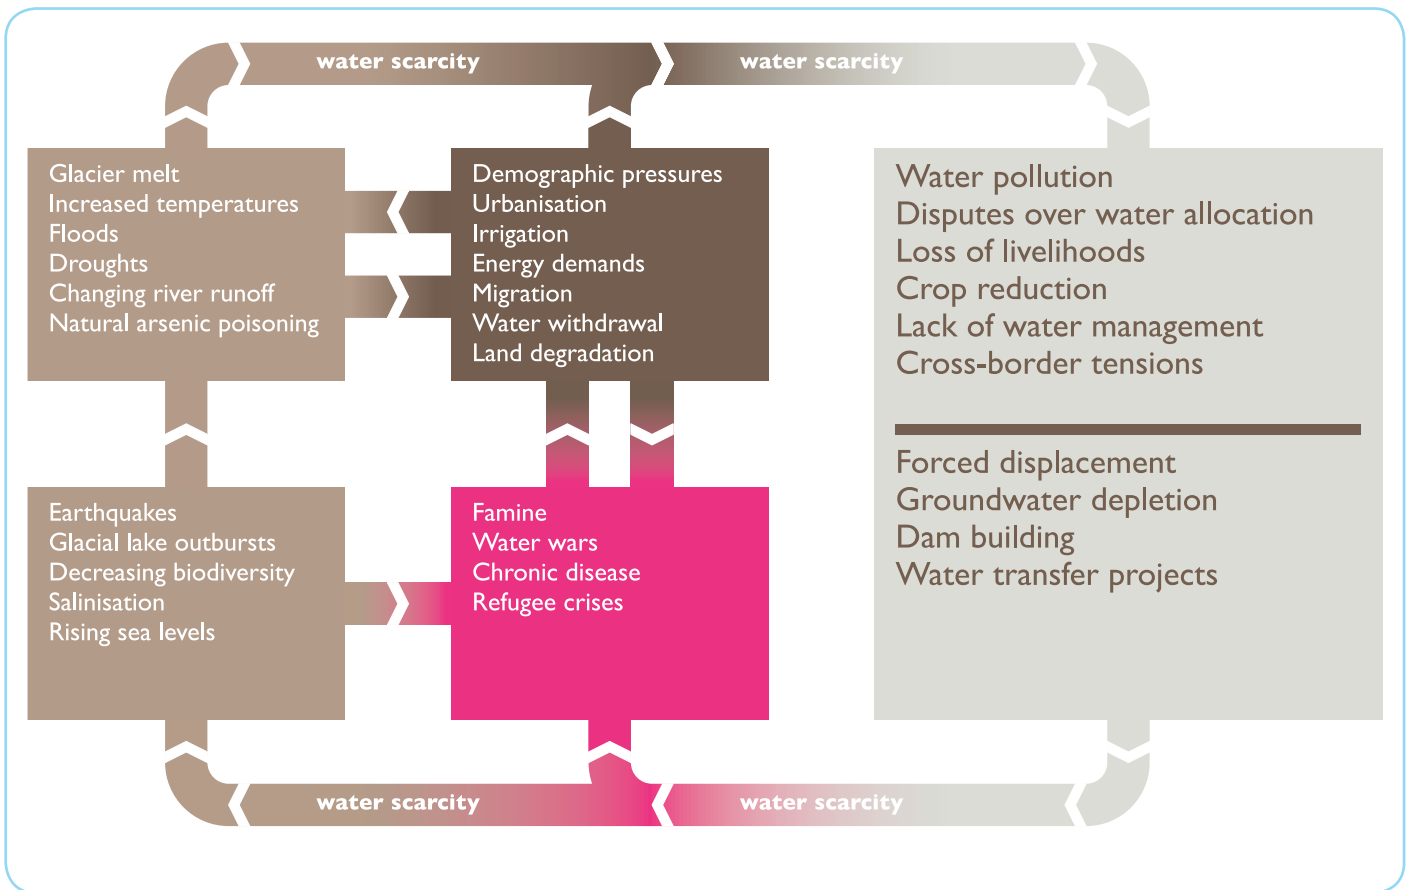 water scarcity
water scarcity
Glacier melt
Increased temperatures
Floods
Droughts
Changing river runoff
Natural arsenic poisoning
Demographic pressures
Urbanisation
Irrigation
Energy demands
Migration
Water withdrawal
Land degradation
Water pollution
Disputes over water allocation
Loss of livelihoods
Crop reduction
Lack of water management
Cross-border tensions
Forced displacement
Groundwater depletion
Dam building
Water transfer projects
Earthquakes
Glacial lake outbursts
Decreasing biodiversity
Salinisation
Rising sea levels
Famine
Water wars
Chronic disease
Refugee crises
water scarcity
water scarcity